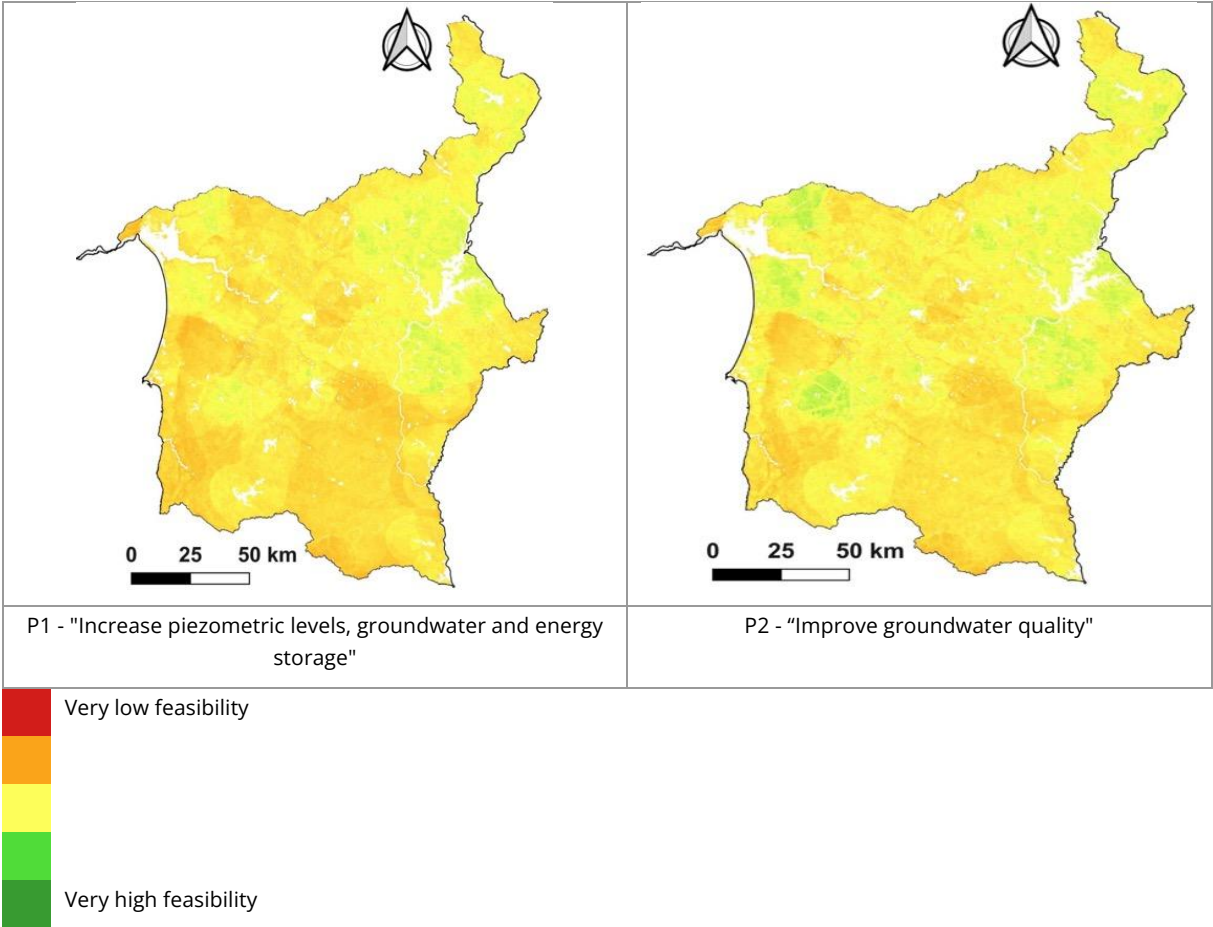 0 25 50 km
0 25 50 km
P1 - "Increase piezometric levels, groundwater and energy
storage"
P2 - “Improve groundwater quality"
Very low feasibility
Very high feasibility